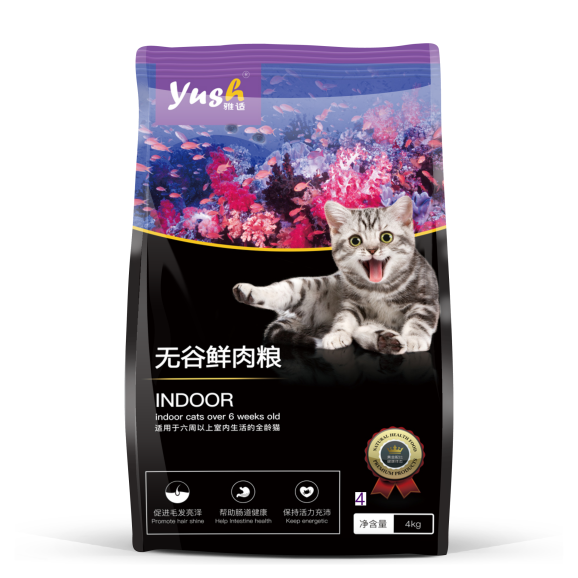 Yush
雅适
无谷鲜肉粮
INDOOR
indoor cats over 6 weeks old
适用于六周以上室内生活的全龄猫
NATURAL HEALTH FOOD
PREMIUM PRODUCTS
促进毛发亮泽
Promote hair shine
帮助肠道健康
Help Intestine health
保持活力充沛
Keep energetic
4
净含量
4kg